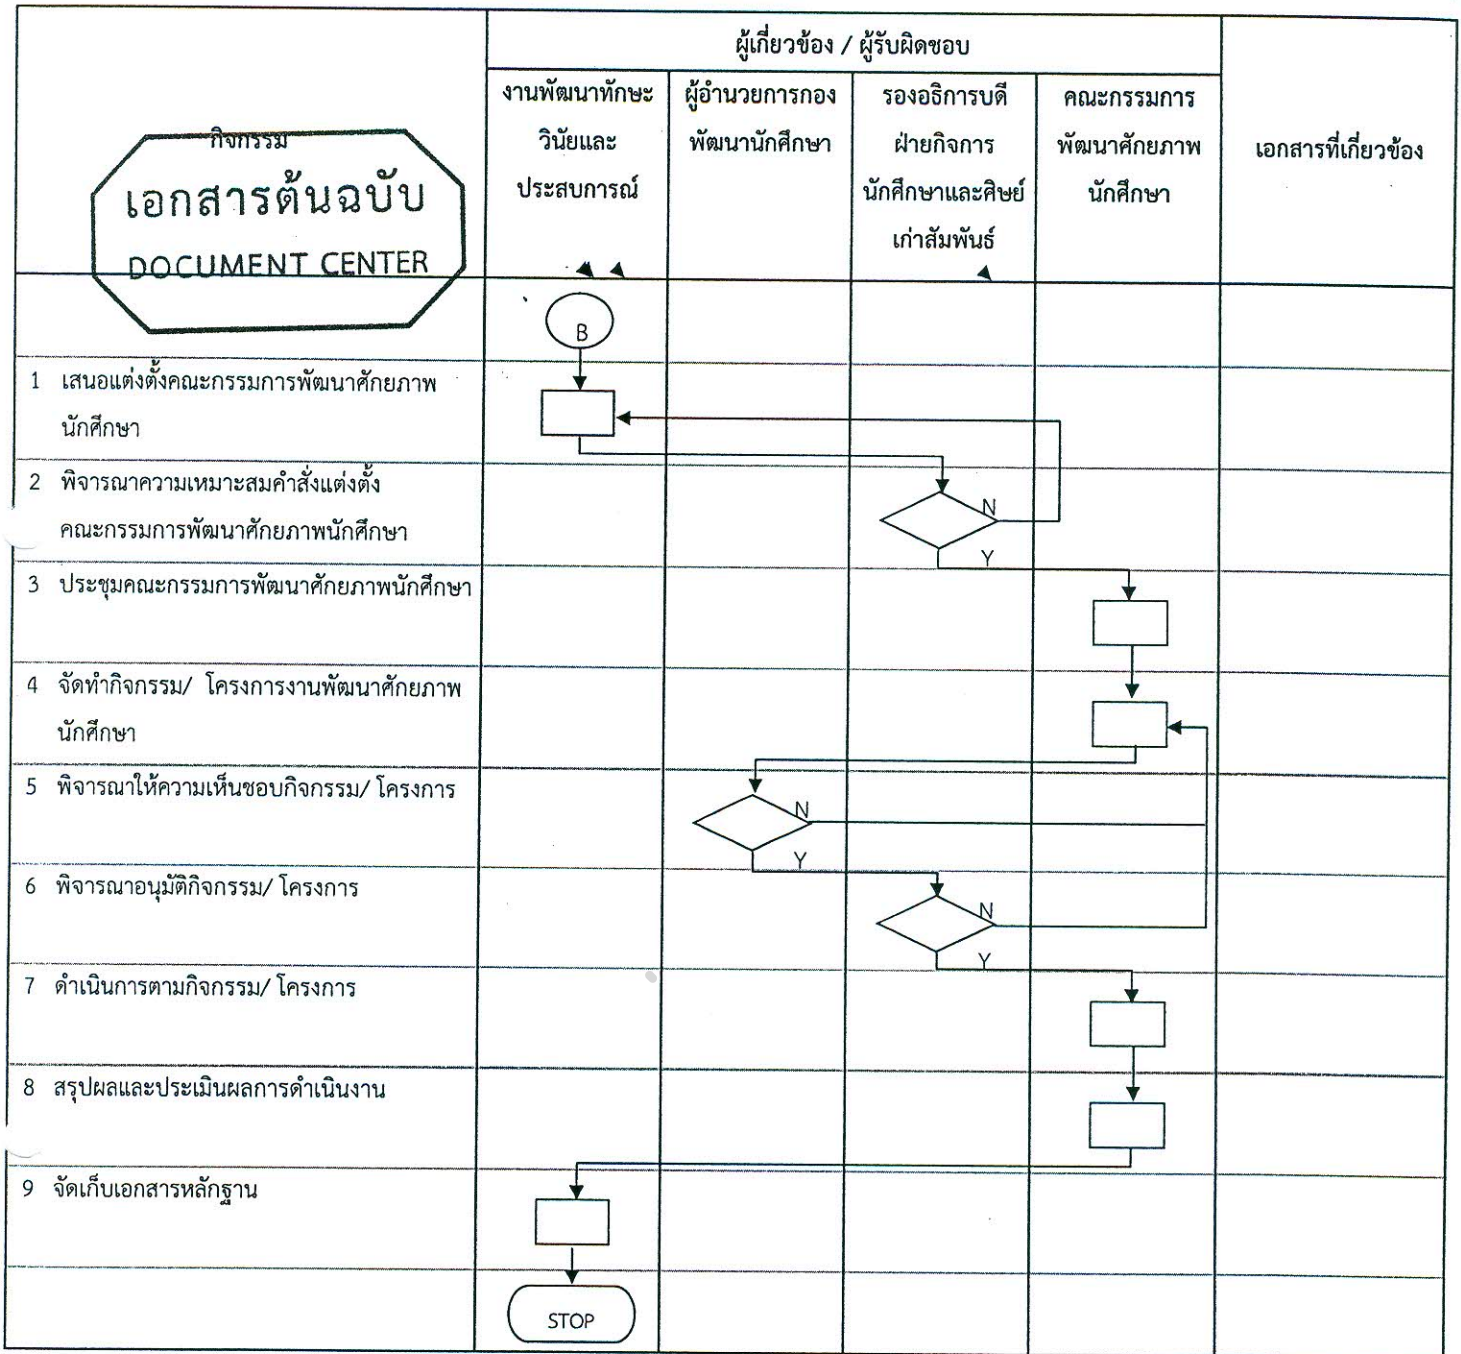 ผู้เกี่ยวข้อง / ผู้รับผิดชอบ
กิจกรรม
งานพัฒนาทักษะ
วินัยและ
ประสบการณ์
ผู้อำนวยการกอง
พัฒนานักศึกษา
รองอธิการบดี
ฝ่ายกิจการ
นักศึกษาและศิษย์
เก่าสัมพันธ์
คณะกรรมการ
พัฒนาศักยภาพ
นักศึกษา
เอกสารที่เกี่ยวข้อง
เอกสารต้นฉบับ
DOCUMENT CENTER
B
1 เสนอแต่งตั้งคณะกรรมการพัฒนาศักยภาพ
นักศึกษา
2 พิจารณาความเหมาะสมคำสั่งแต่งตั้ง
คณะกรรมการพัฒนาศักยภาพนักศึกษา
N
Y
3 ประชุมคณะกรรมการพัฒนาศักยภาพนักศึกษา
4 จัดทำกิจกรรม/ โครงการงานพัฒนาศักยภาพ
นักศึกษา
5 พิจารณาให้ความเห็นชอบกิจกรรม/ โครงการ
N
Y
6 พิจารณาอนุมัติกิจกรรม/ โครงการ
N
Y
7 ดำเนินการตามกิจกรรม/ โครงการ
8 สรุปผลและประเมินผลการดำเนินงาน
9 จัดเก็บเอกสารหลักฐาน
STOP